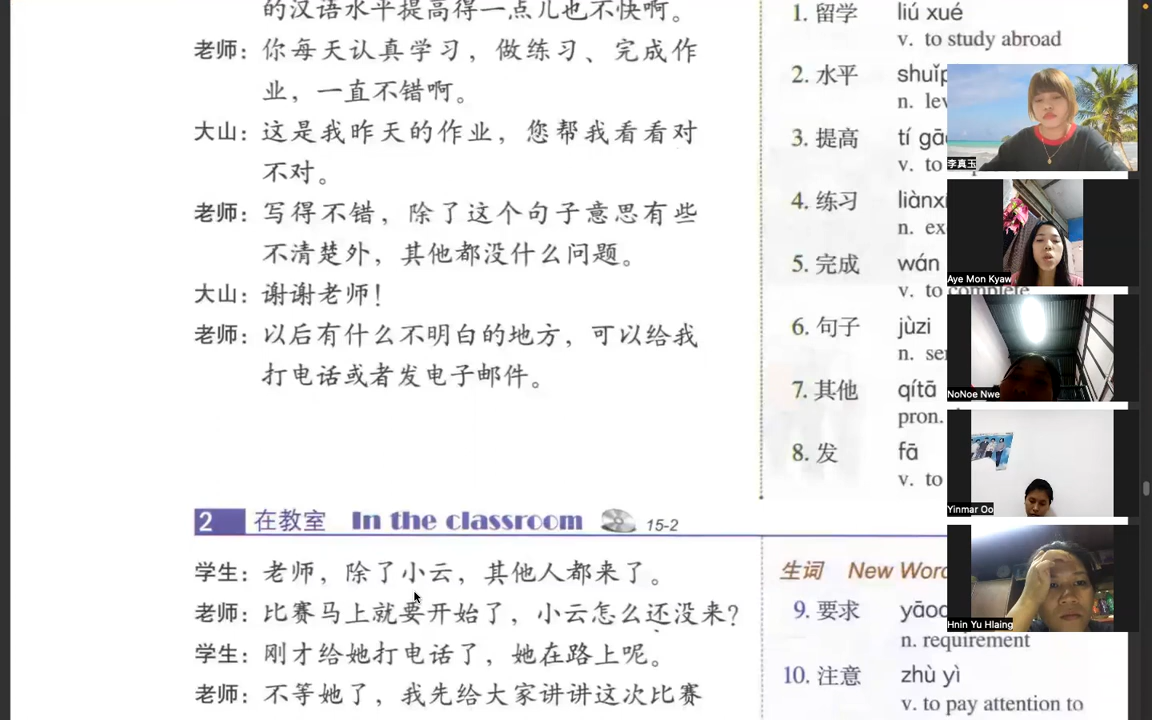 的汉语水平提高得一点儿也不快啊。
老师：你每天认真学习，做练习、完成作
业，一直不错啊。
大山：这是我昨天的作业，您帮我看看对
不对。
老师：写得不错，除了这个句子意思有些
不清楚外，其他都没什么问题。
大山：谢谢老师！
老师：以后有什么不明白的地方，可以给我
打电话或者发电子邮件。
1. 留学 liú xué
v. to study abroad
2. 水平
n.
3. 提高 tí
v. to
4. 练习
n.
5. 完成 wán
v. to complete
6. 句子 jùzi
n.
7. 其他 qítā
pron.
8. 发 fā
v. to
2 在教室 In the classroom 15-2
学生：老师，除了小云，其他人都来了。
老师：比赛马上就要开始了，小云怎么还没来？
学生：刚才给她打电话了，她在路上呢。
老师：不等她了，我先给大家讲讲这次比赛
生词 New
9. 要求
n. requirement
10. 注意 zhù yì
v. to pay attention to
李真玉
Aye Mon Kyaw
NoNoe Nwe
Yinmar Oo
Hnin Yu Hlaing